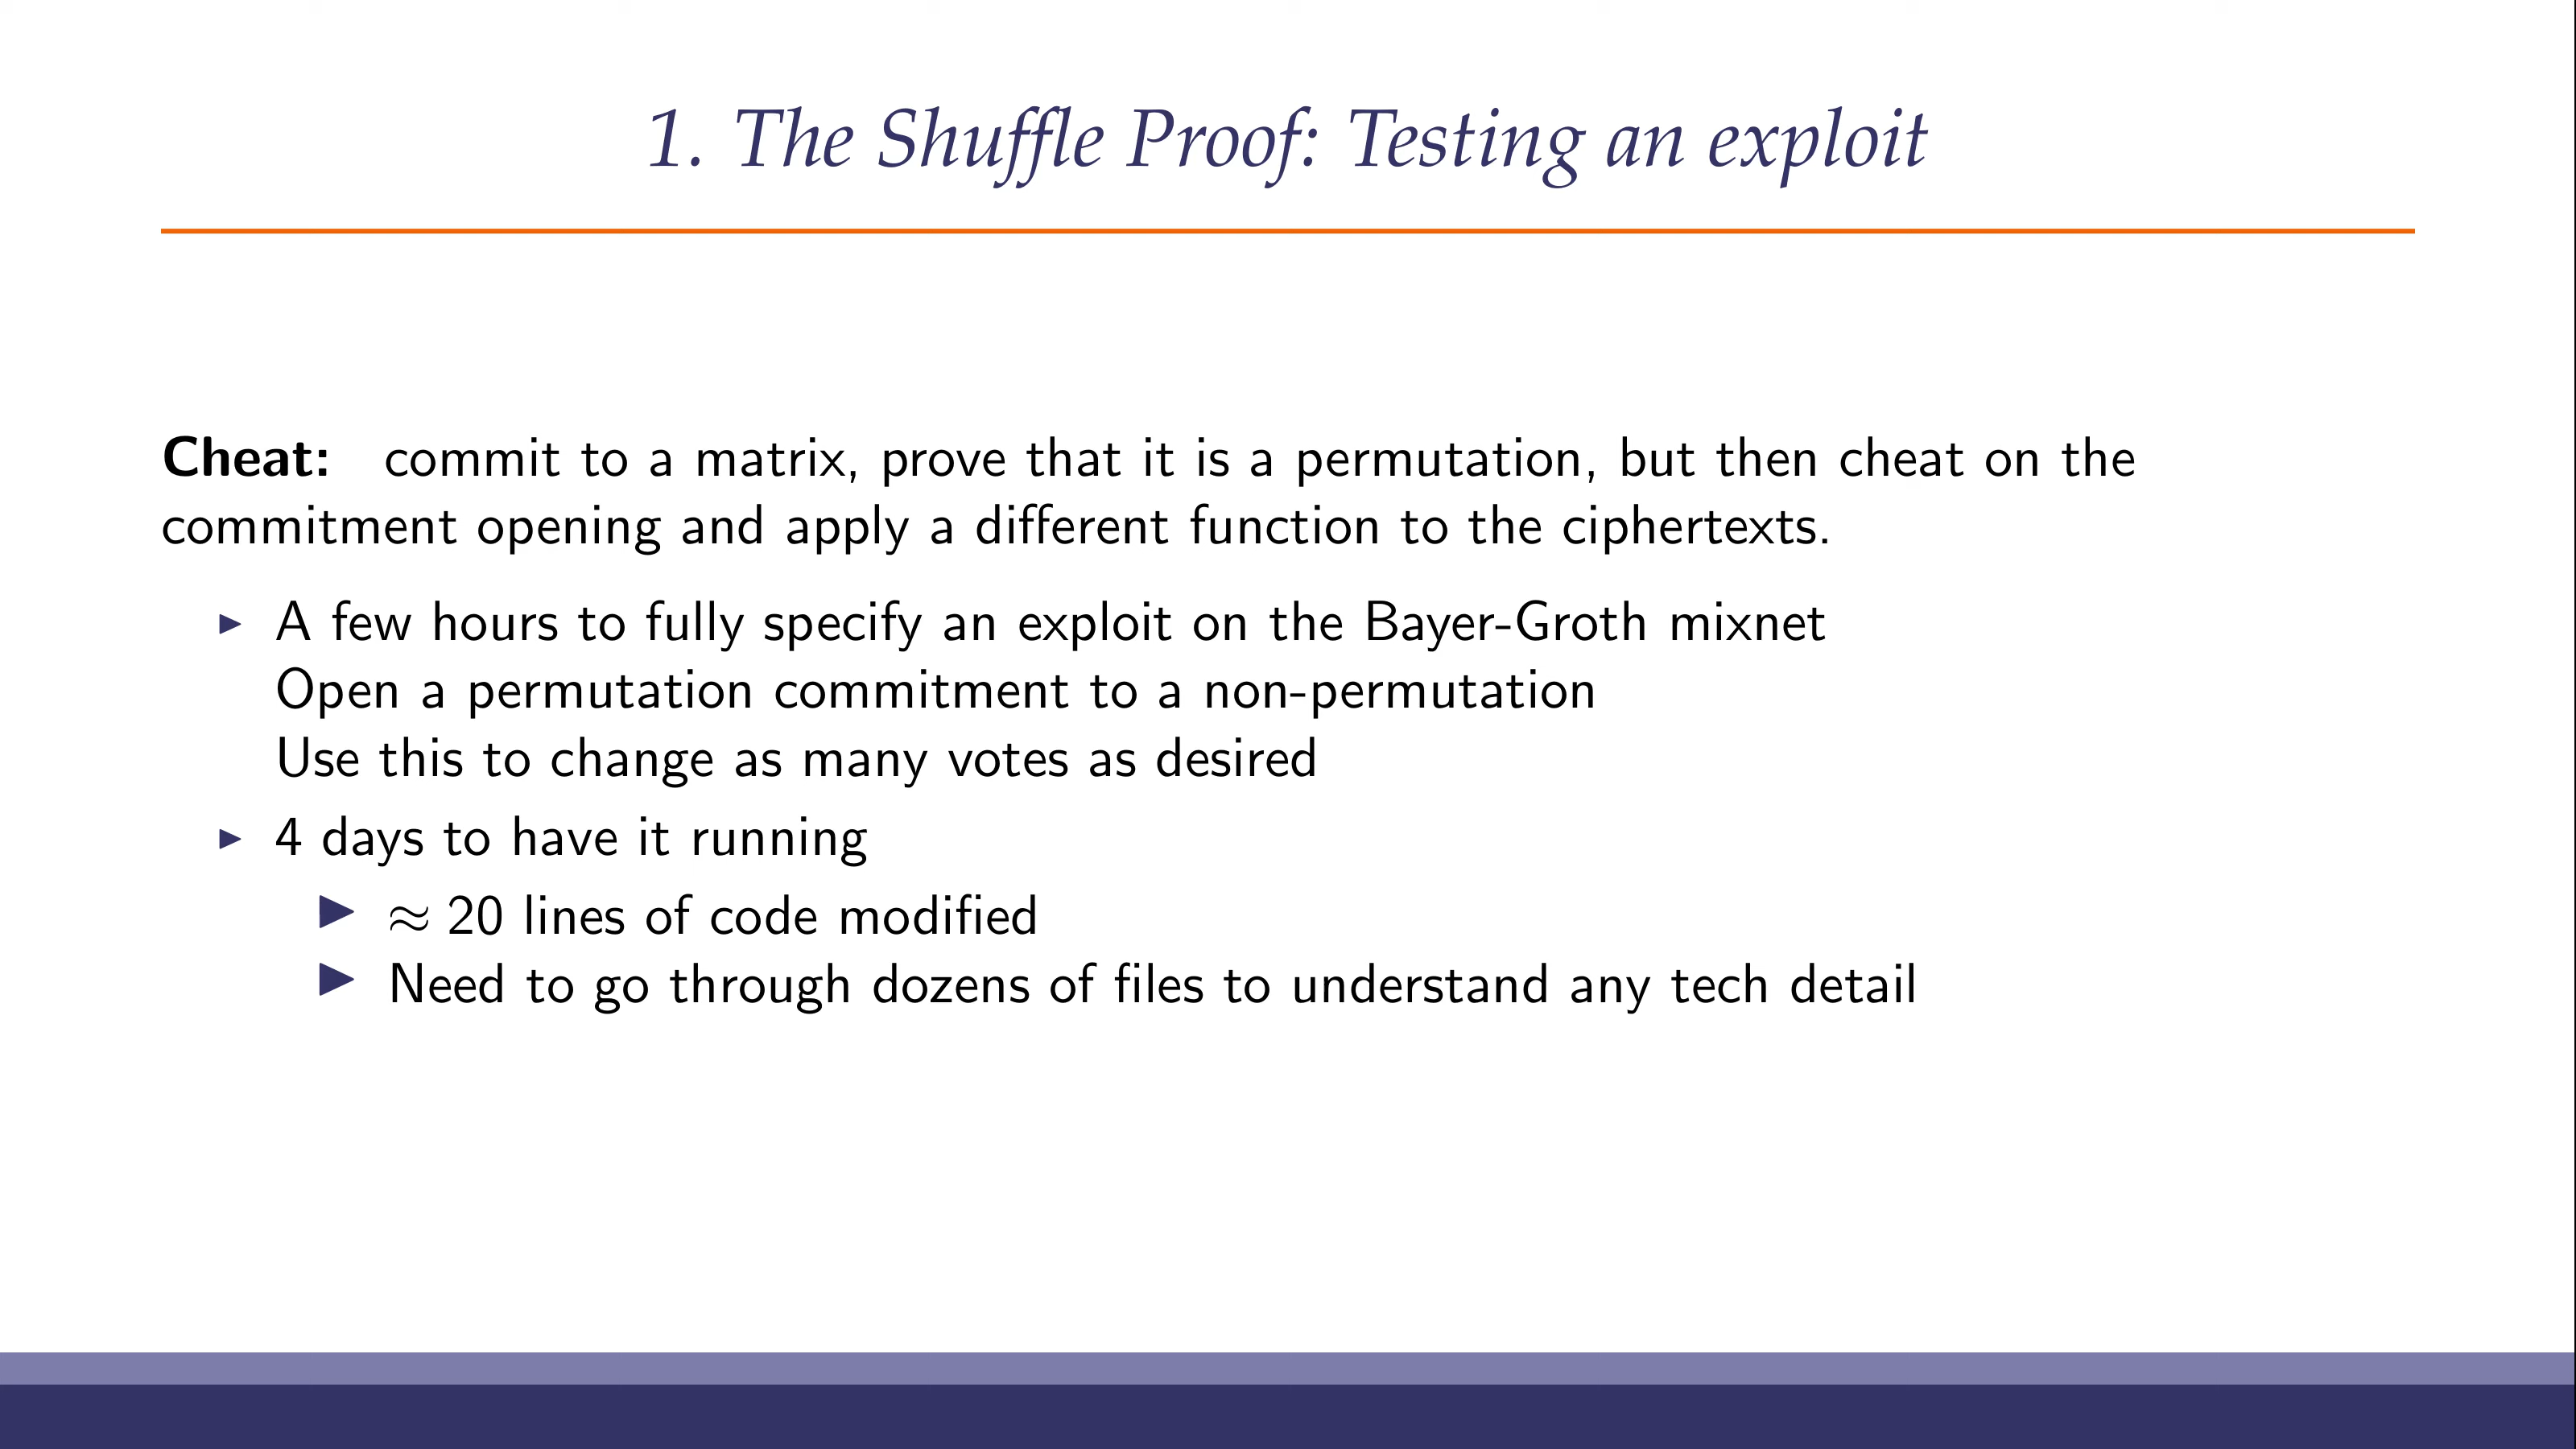 1. The Shuffle Proof: Testing an exploit
Cheat: commit to a matrix, prove that it is a permutation, but then cheat on the
commitment opening and apply a different function to the ciphertexts.
▶ A few hours to fully specify an exploit on the Bayer-Groth mixnet
Open a permutation commitment to a non-permutation
Use this to change as many votes as desired
▶ 4 days to have it running
▶ ≈ 20 lines of code modified
▶ Need to go through dozens of files to understand any tech detail